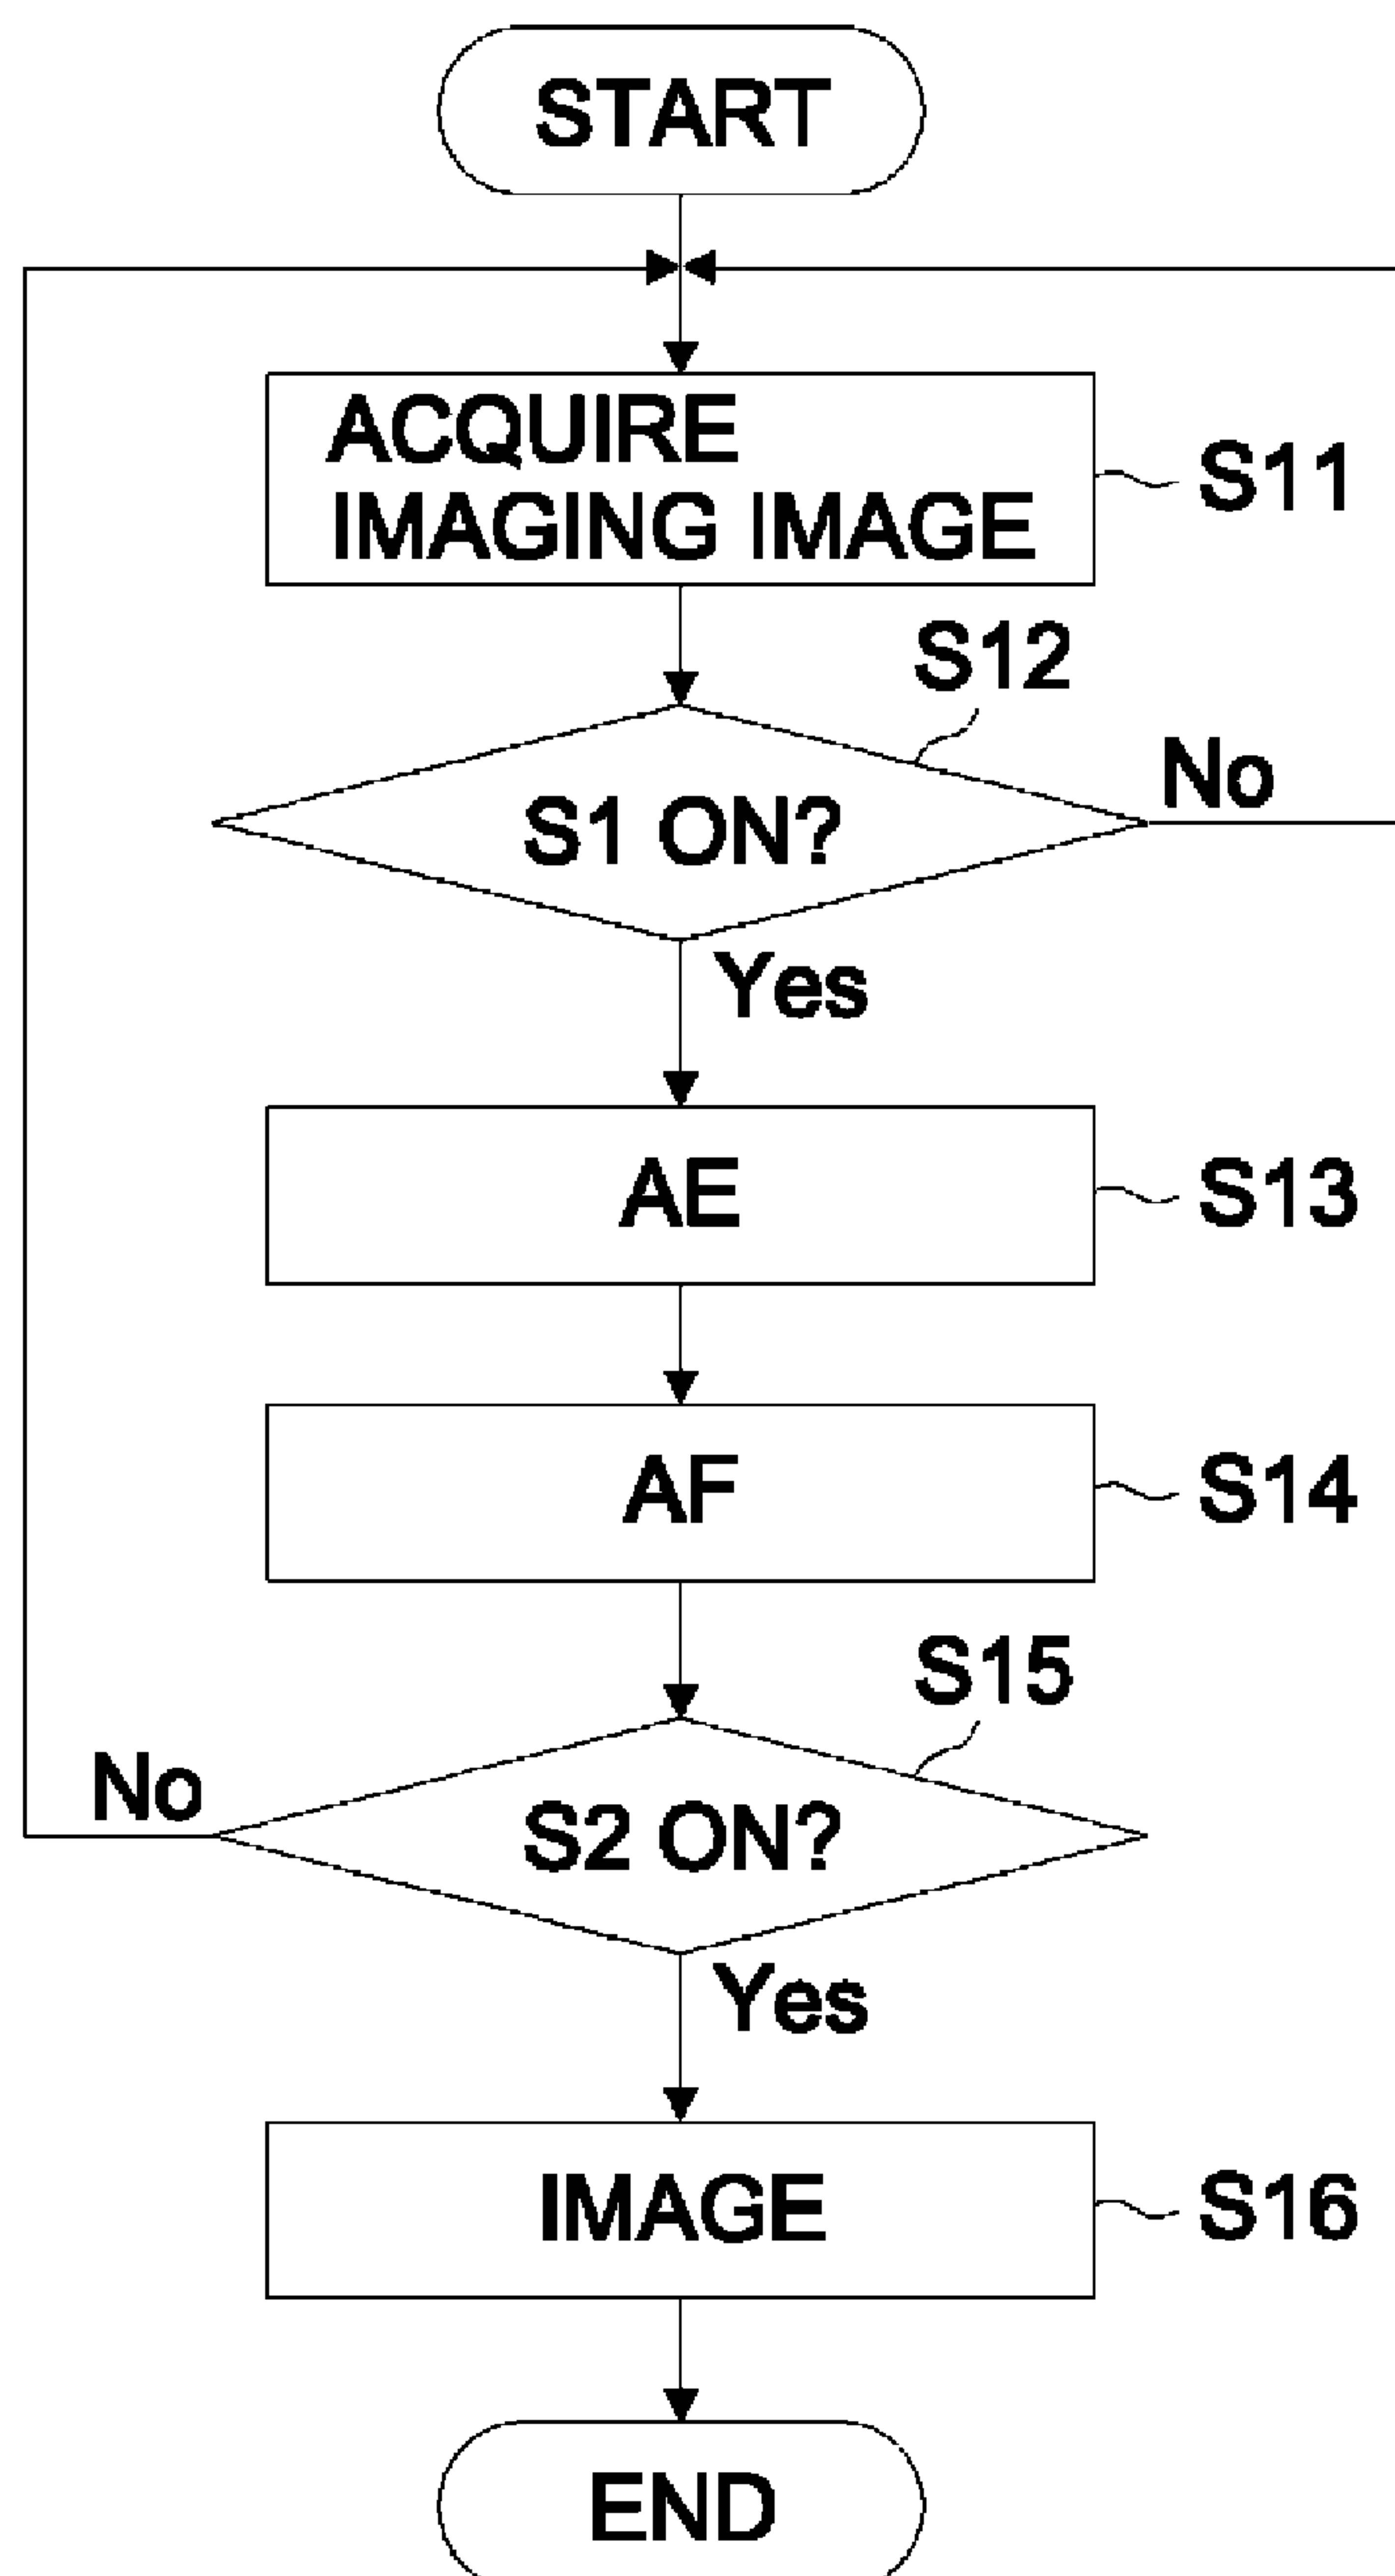 START
ACQUIRE
IMAGING IMAGE
S11
S12
S1 ON?
No
Yes
AE
S13
AF
S14
S15
No
S2 ON?
Yes
IMAGE
S16
END